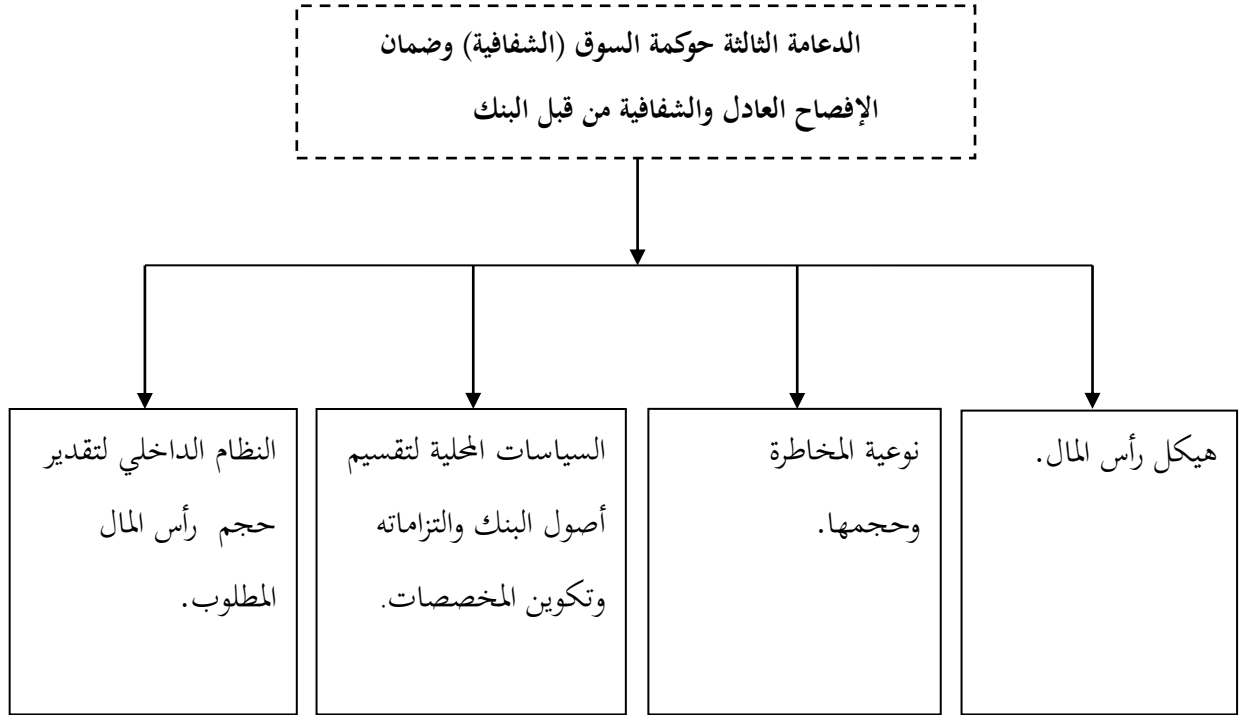 الدعامة الثالثة حوكمة السوق (الشفافية) وضمان
الإفصاح العادل والشفافية من قبل البنك
هيكل رأس المال.
نوعية المخاطرة
وحجمها.
السياسات المحلية لتقسيم
أصول البنك والتزاماته
وتكوين المخصصات.
النظام الداخلي لتقدير
حجم رأس المال
المطلوب.